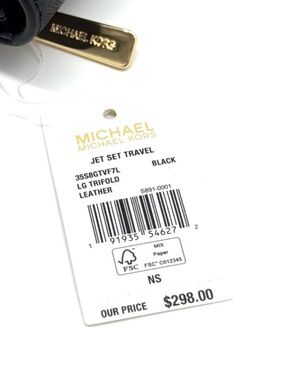 MICHAEL KORS
MICHAEL
MICHAEL KORS
JET SET TRAVEL
35S8GTVF7L BLACK
LG TRIFOLD
LEATHER S891-0001
1 91935 54627 2
FSC
MIX
Paper
FSC® C012345
NS
OUR PRICE $298.00